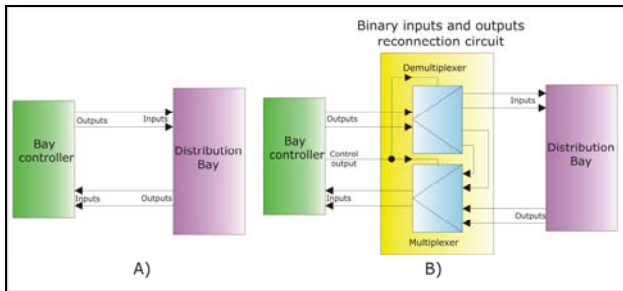 Binary inputs and outputs
reconnection circuit
Demultiplexer
Outputs
Inputs
Bay
controller
Distribution
Bay
Inputs
Outputs
A)
Inputs
Outputs
Bay
controller
Control
output
Distribution
Bay
Inputs
Outputs
Multiplexer
B)